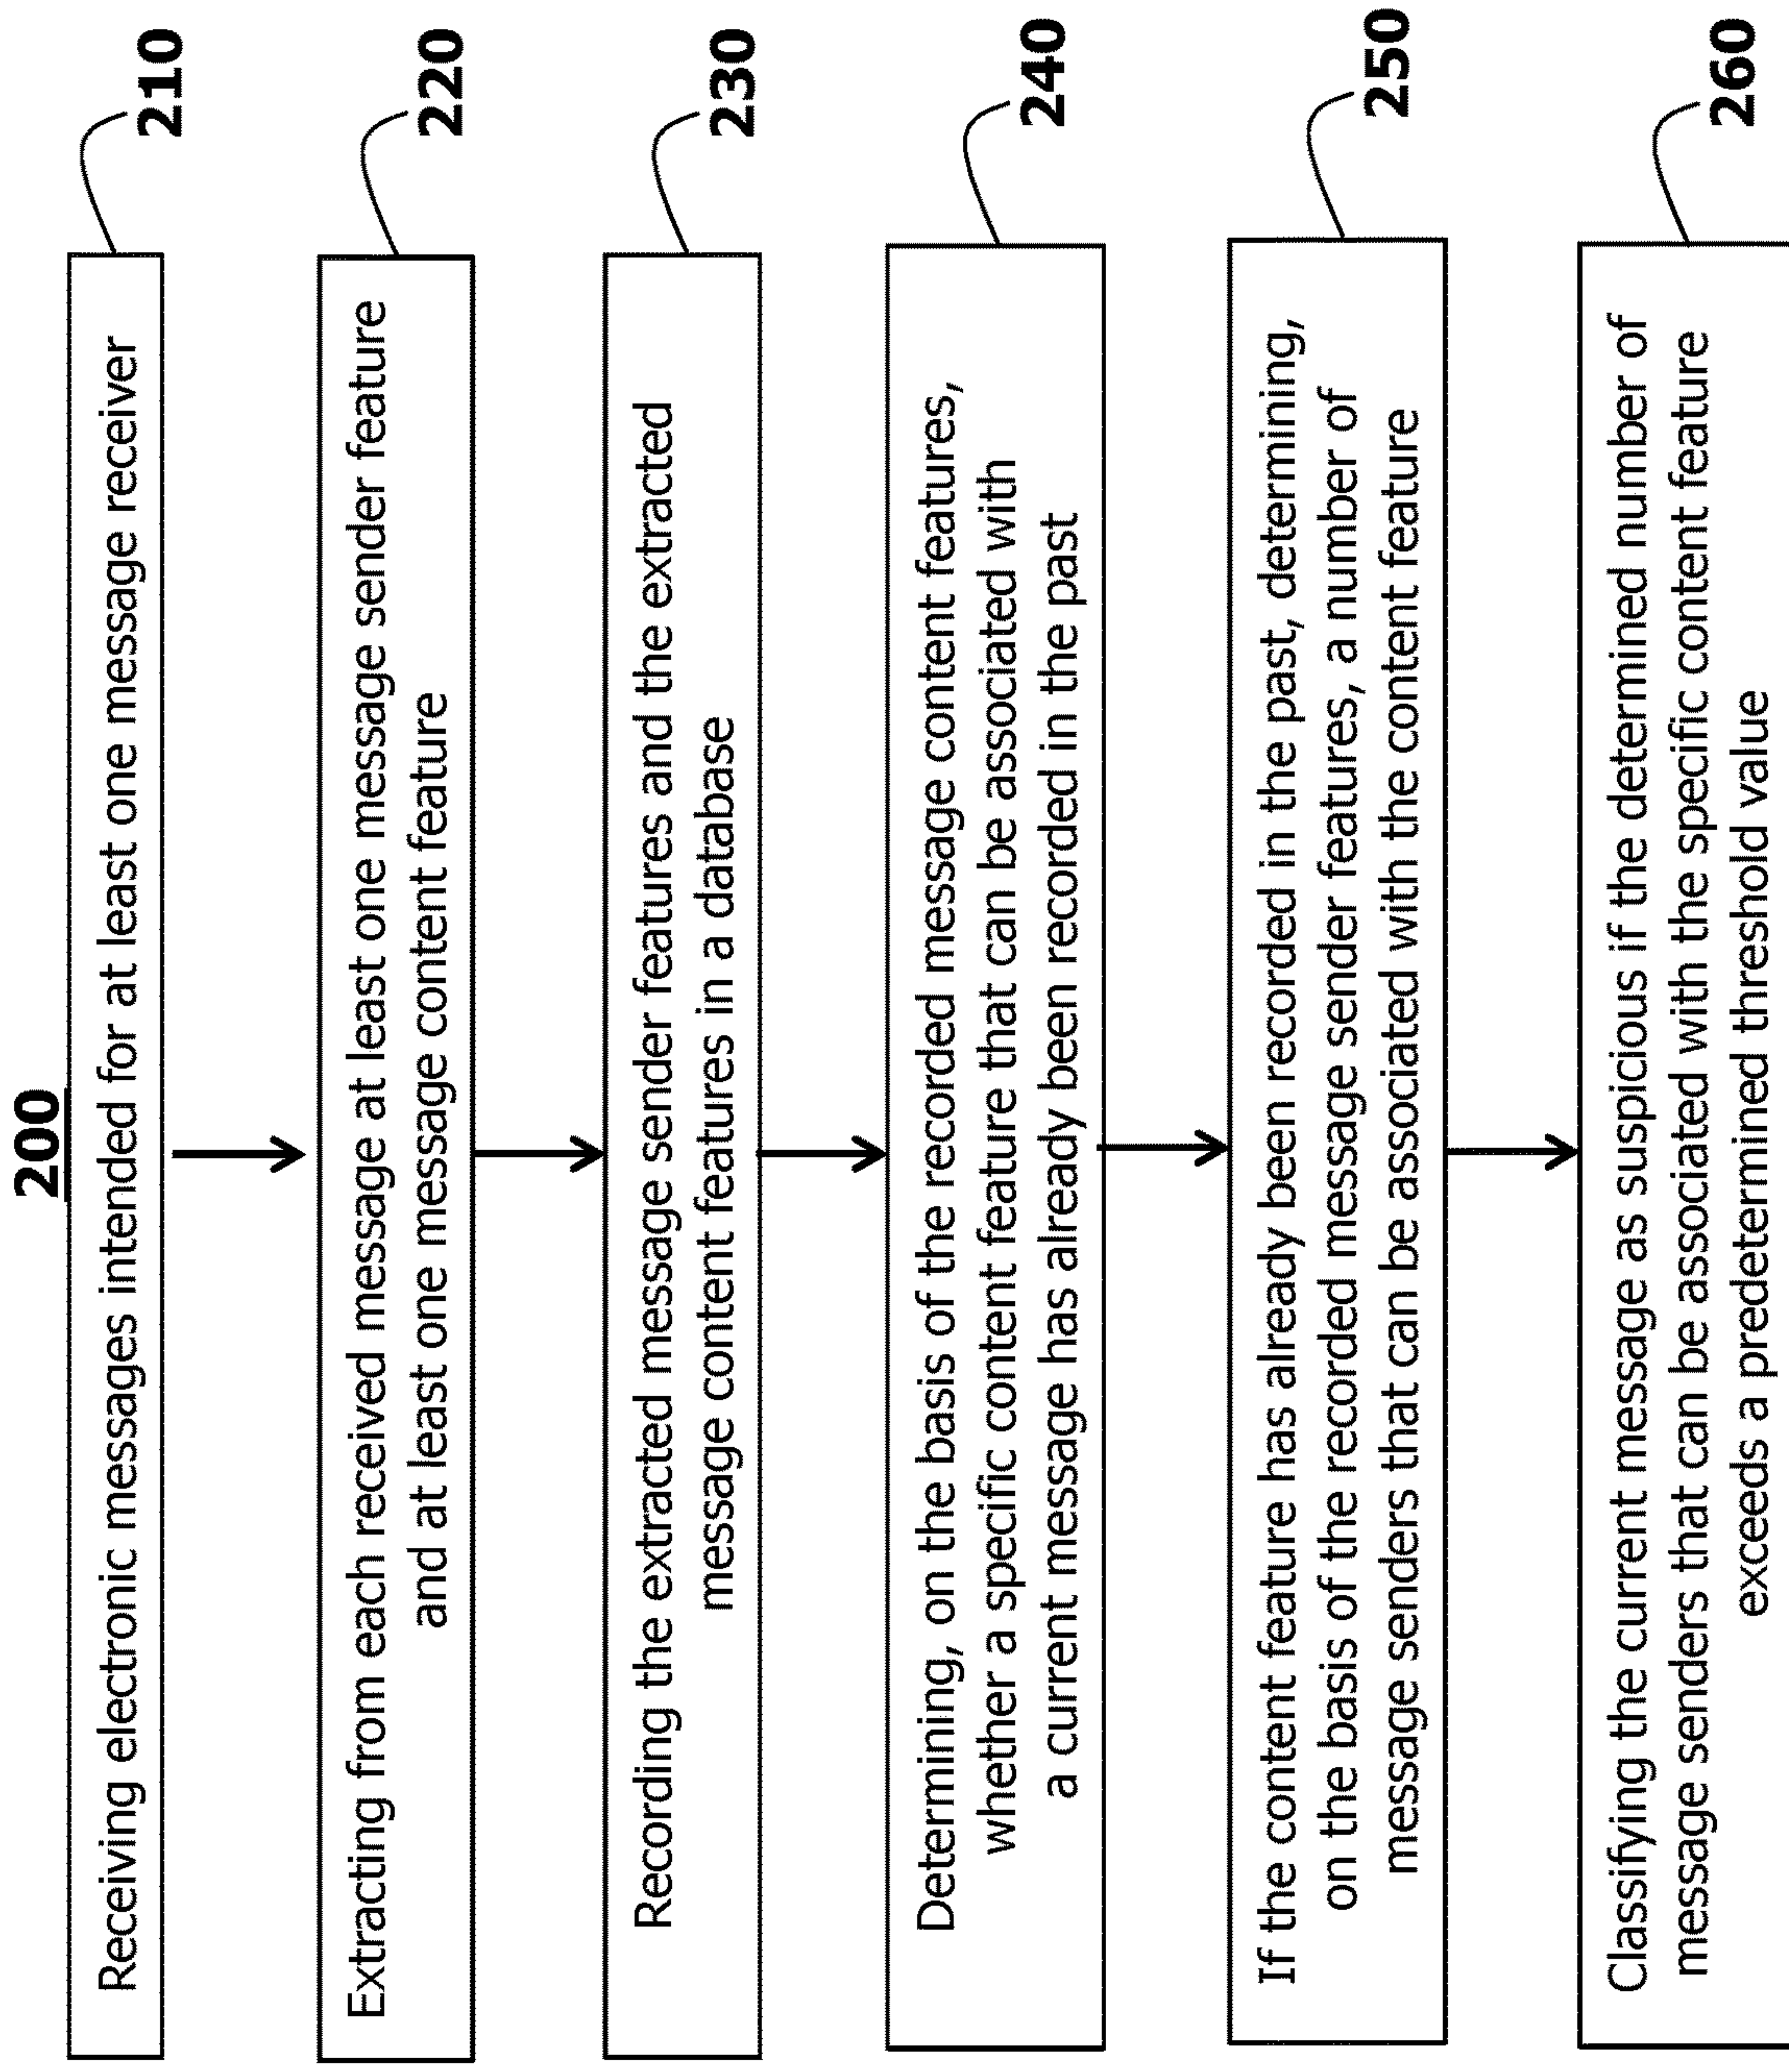 200
Receiving electronic messages intended for at least one message receiver
210
Extracting from each received message at least one message sender feature
and at least one message content feature
220
Recording the extracted message sender features and the extracted
message content features in a database
230
Determining, on the basis of the recorded message content features,
whether a specific content feature that can be associated with
a current message has already been recorded in the past
240
If the content feature has already been recorded in the past, determining,
on the basis of the recorded message sender features, a number of
message senders that can be associated with the content feature
250
Classifying the current message as suspicious if the determined number of
message senders that can be associated with the specific content feature
exceeds a predetermined threshold value
260